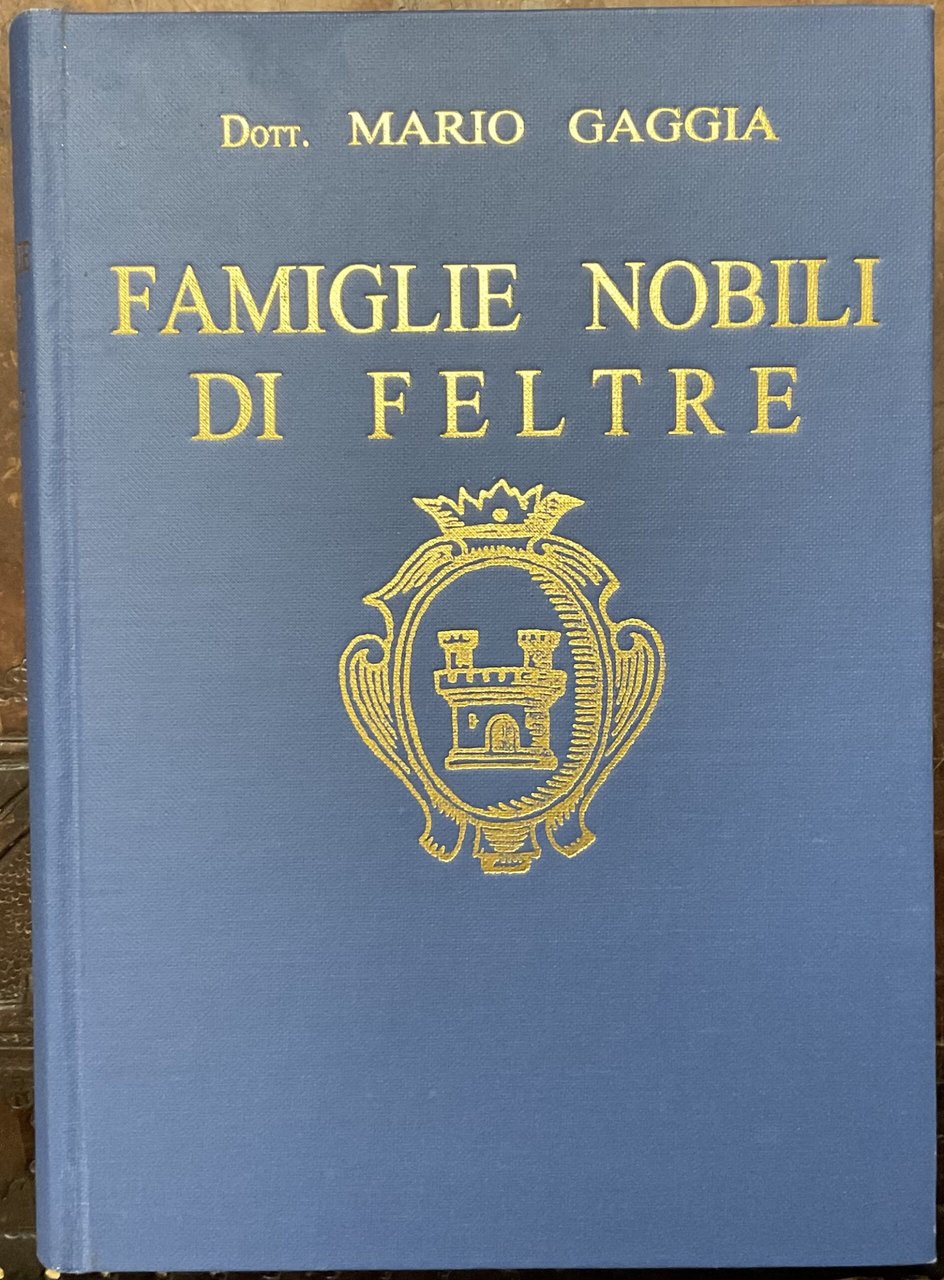 Dott. MARIO GAGGIA
FAMIGLIE NOBILI
DI FELTRE